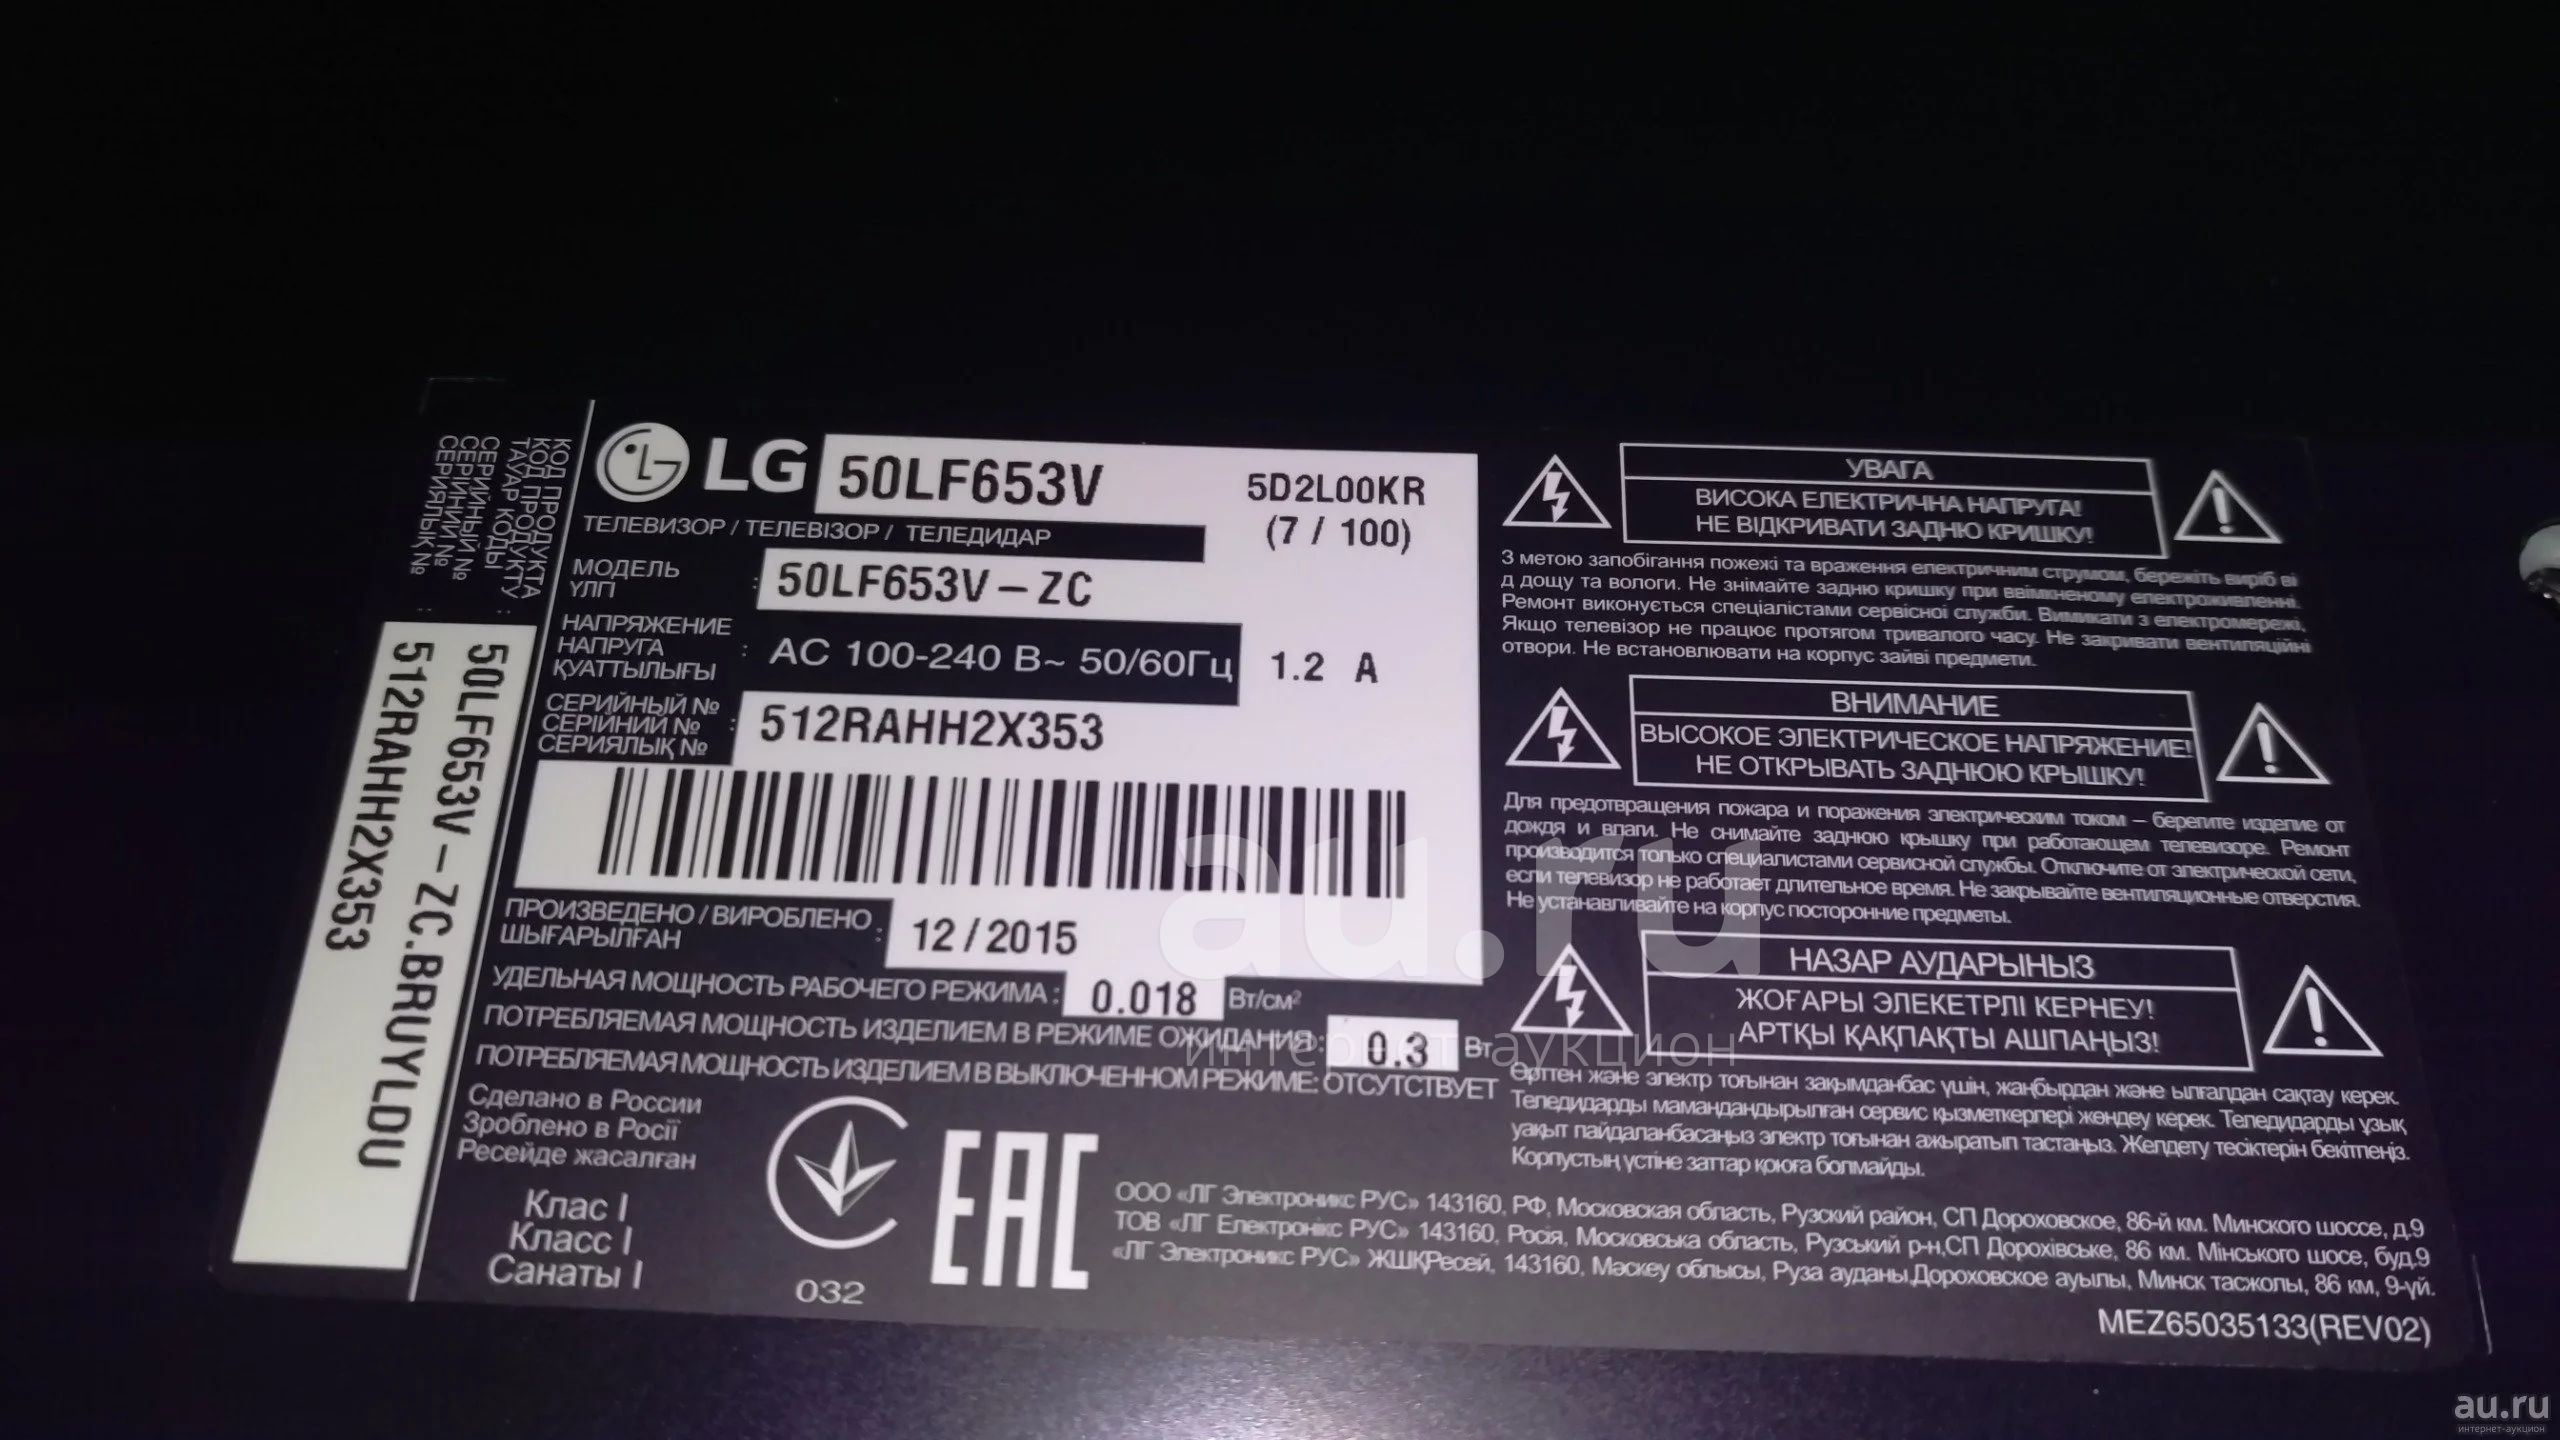 КОД ПРОДУКТА
КОД ПРОДУКТУ
ТАУАР КОДЫ :
СЕРИЙНЫЙ №
СЕРІЙНИЙ №
СЕРИЯЛЫҚ № :
50LF653V-ZC.BRUYLDU
512RAHH2X353
LG
50LF653V
5D2L00KR
(7 / 100)
ТЕЛЕВИЗОР / ТЕЛЕВІЗОР / ТЕЛЕДИДАР
МОДЕЛЬ
ҮЛГІ : 50LF653V-ZC
НАПРЯЖЕНИЕ
НАПРУГА
ҚУАТТЫЛЫҒЫ : AC 100-240 В~ 50/60Гц 1.2 A
СЕРИЙНЫЙ №
СЕРІЙНИЙ №
СЕРИЯЛЫҚ № : 512RAHH2X353
ПРОИЗВЕДЕНО / ВИРОБЛЕНО
ШЫҒАРЫЛҒАН : 12 / 2015
УДЕЛЬНАЯ МОЩНОСТЬ РАБОЧЕГО РЕЖИМА : 0.018 Вт/см²
ПОТРЕБЛЯЕМАЯ МОЩНОСТЬ ИЗДЕЛИЕМ В РЕЖИМЕ ОЖИДАНИЯ: 0.3 Вт
ПОТРЕБЛЯЕМАЯ МОЩНОСТЬ ИЗДЕЛИЕМ В ВЫКЛЮЧЕННОМ РЕЖИМЕ: ОТСУТСТВУЕТ
Сделано в России
Зроблено в Росії
Ресейде жасалған
Клас I
Класс I
Санаты I
032
EAC
УВАГА
ВИСОКА ЕЛЕКТРИЧНА НАПРУГА!
НЕ ВІДКРИВАТИ ЗАДНЮ КРИШКУ!
З метою запобігання пожежі та враження електричним струмом, бережіть виріб ві
д дощу та вологи. Не знімайте задню кришку при ввімкненому електроживленні.
Ремонт виконується спеціалістами сервісної служби. Вимикати з електромережі,
Якщо телевізор не працює протягом тривалого часу. Не закривати вентиляційні
отвори. Не встановлювати на корпус зайві предмети.
ВНИМАНИЕ
ВЫСОКОЕ ЭЛЕКТРИЧЕСКОЕ НАПРЯЖЕНИЕ!
НЕ ОТКРЫВАТЬ ЗАДНЮЮ КРЫШКУ!
Для предотвращения пожара и поражения электрическим током – берегите изделие от
дождя и влаги. Не снимайте заднюю крышку при работающем телевизоре. Ремонт
производится только специалистами сервисной службы. Отключите от электрической сети,
если телевизор не работает длительное время. Не закрывайте вентиляционные отверстия.
Не устанавливайте на корпус посторонние предметы.
НАЗАР АУДАРЫНЫЗ
ЖОҒАРЫ ЭЛЕКЕТРЛІ КЕРНЕУ!
АРТҚЫ ҚАҚПАҚТЫ АШПАҢЫЗ!
Өрттен және электр тоғынан зақымданбас үшін, жаңбырдан және ылғалдан сақтау керек.
Теледидарды мамандандырылған сервис қызметкерлері жөндеу керек. Теледидарды ұзық
уақыт пайдаланбасаңыз электр тоғынан ажыратып тастаңыз. Желдету тесіктерін бекітпеңіз.
Корпустың үстіне заттар қоюға болмайды.
ООО «ЛГ Электроникс РУС» 143160, РФ, Московская область, Рузский район, СП Дороховское, 86-й км. Минского шоссе, д.9
ТОВ «ЛГ Електронікс РУС» 143160, Росія, Московська область, Рузський р-н,СП Дорохівське, 86 км. Мінського шосе, буд.9
«ЛГ Электроникс РУС» ЖШҚРесей, 143160, Мәскеу облысы, Руза ауданы,Дороховское ауылы, Минск тасжолы, 86 км, 9-үй.
MEZ65035133(REV02)
au.ru
интернет-аукцион
au.ru
интернет-аукцион